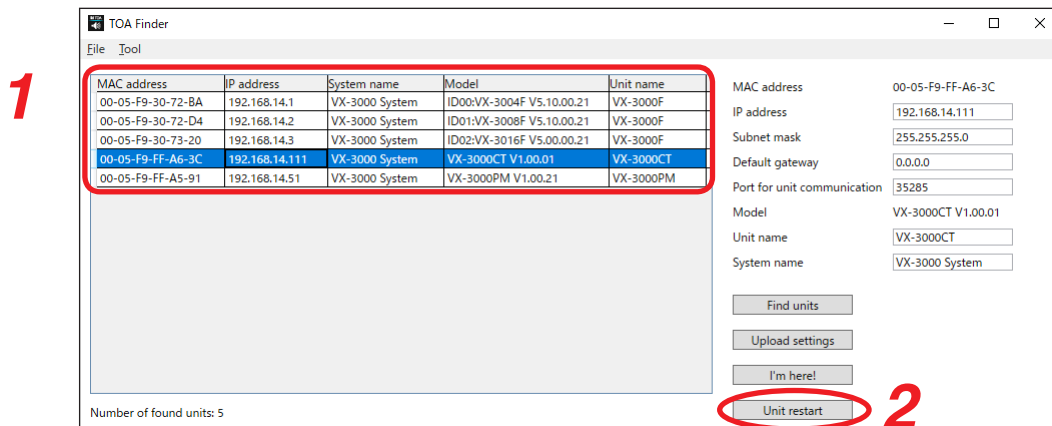 TOA Finder
File Tool
1
MAC address IP address System name Model Unit name
00-05-F9-30-72-BA 192.168.14.1 VX-3000 System ID00:VX-3004F V5.10.00.21 VX-3000F
00-05-F9-30-72-D4 192.168.14.2 VX-3000 System ID01:VX-3008F V5.10.00.21 VX-3000F
00-05-F9-30-73-20 192.168.14.3 VX-3000 System ID02:VX-3016F V5.00.00.21 VX-3000F
00-05-F9-FF-A6-3C 192.168.14.111 VX-3000 System VX-3000CT V1.00.01 VX-3000CT
00-05-F9-FF-A5-91 192.168.14.51 VX-3000 System VX-3000PM V1.00.21 VX-3000PM
Number of found units: 5
MAC address 00-05-F9-FF-A6-3C
IP address 192.168.14.111
Subnet mask 255.255.255.0
Default gateway 0.0.0.0
Port for unit communication 35285
Model VX-3000CT V1.00.01
Unit name VX-3000CT
System name VX-3000 System
Find units
Upload settings
I'm here!
Unit restart
2